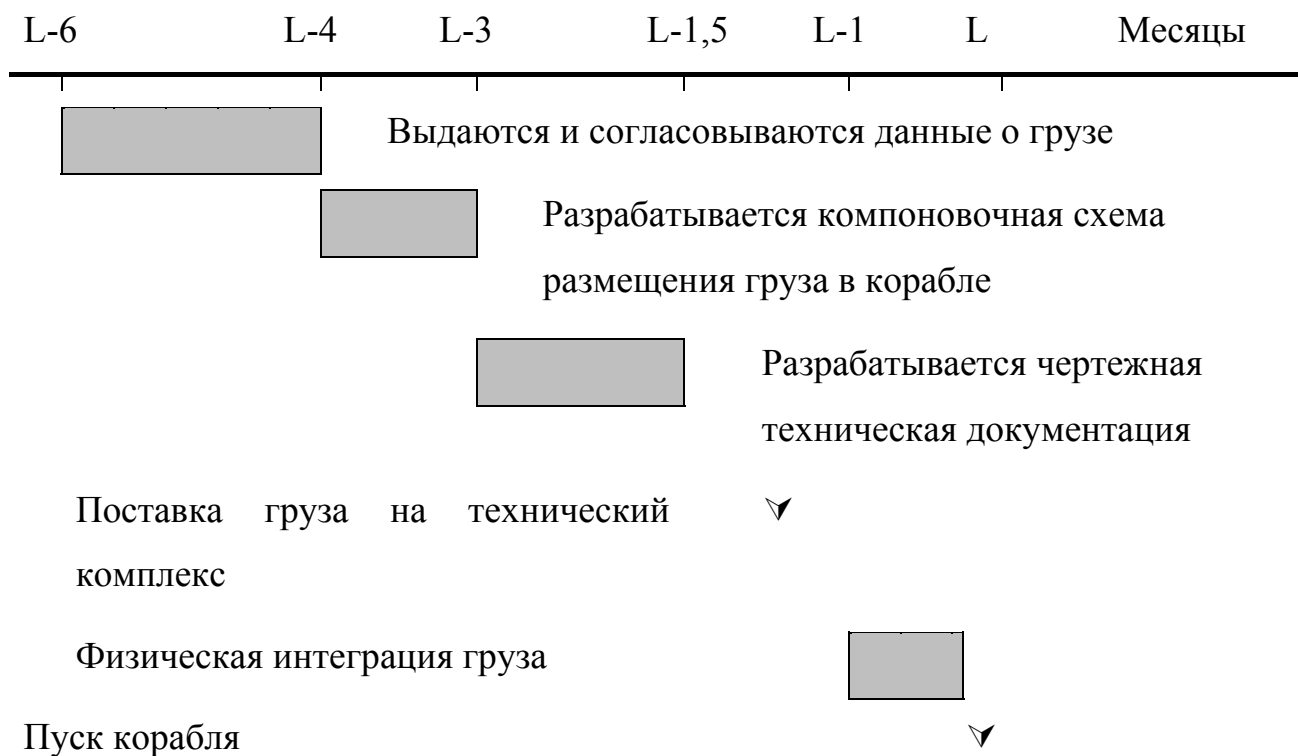 L-6 L-4 L-3 L-1,5 L-1 L Месяцы
Выдаются и согласовываются данные о грузе
Разрабатывается компоновочная схема
размещения груза в корабле
Разрабатывается чертежная
техническая документация
Поставка груза на технический
комплекс
Физическая интеграция груза
Пуск корабля